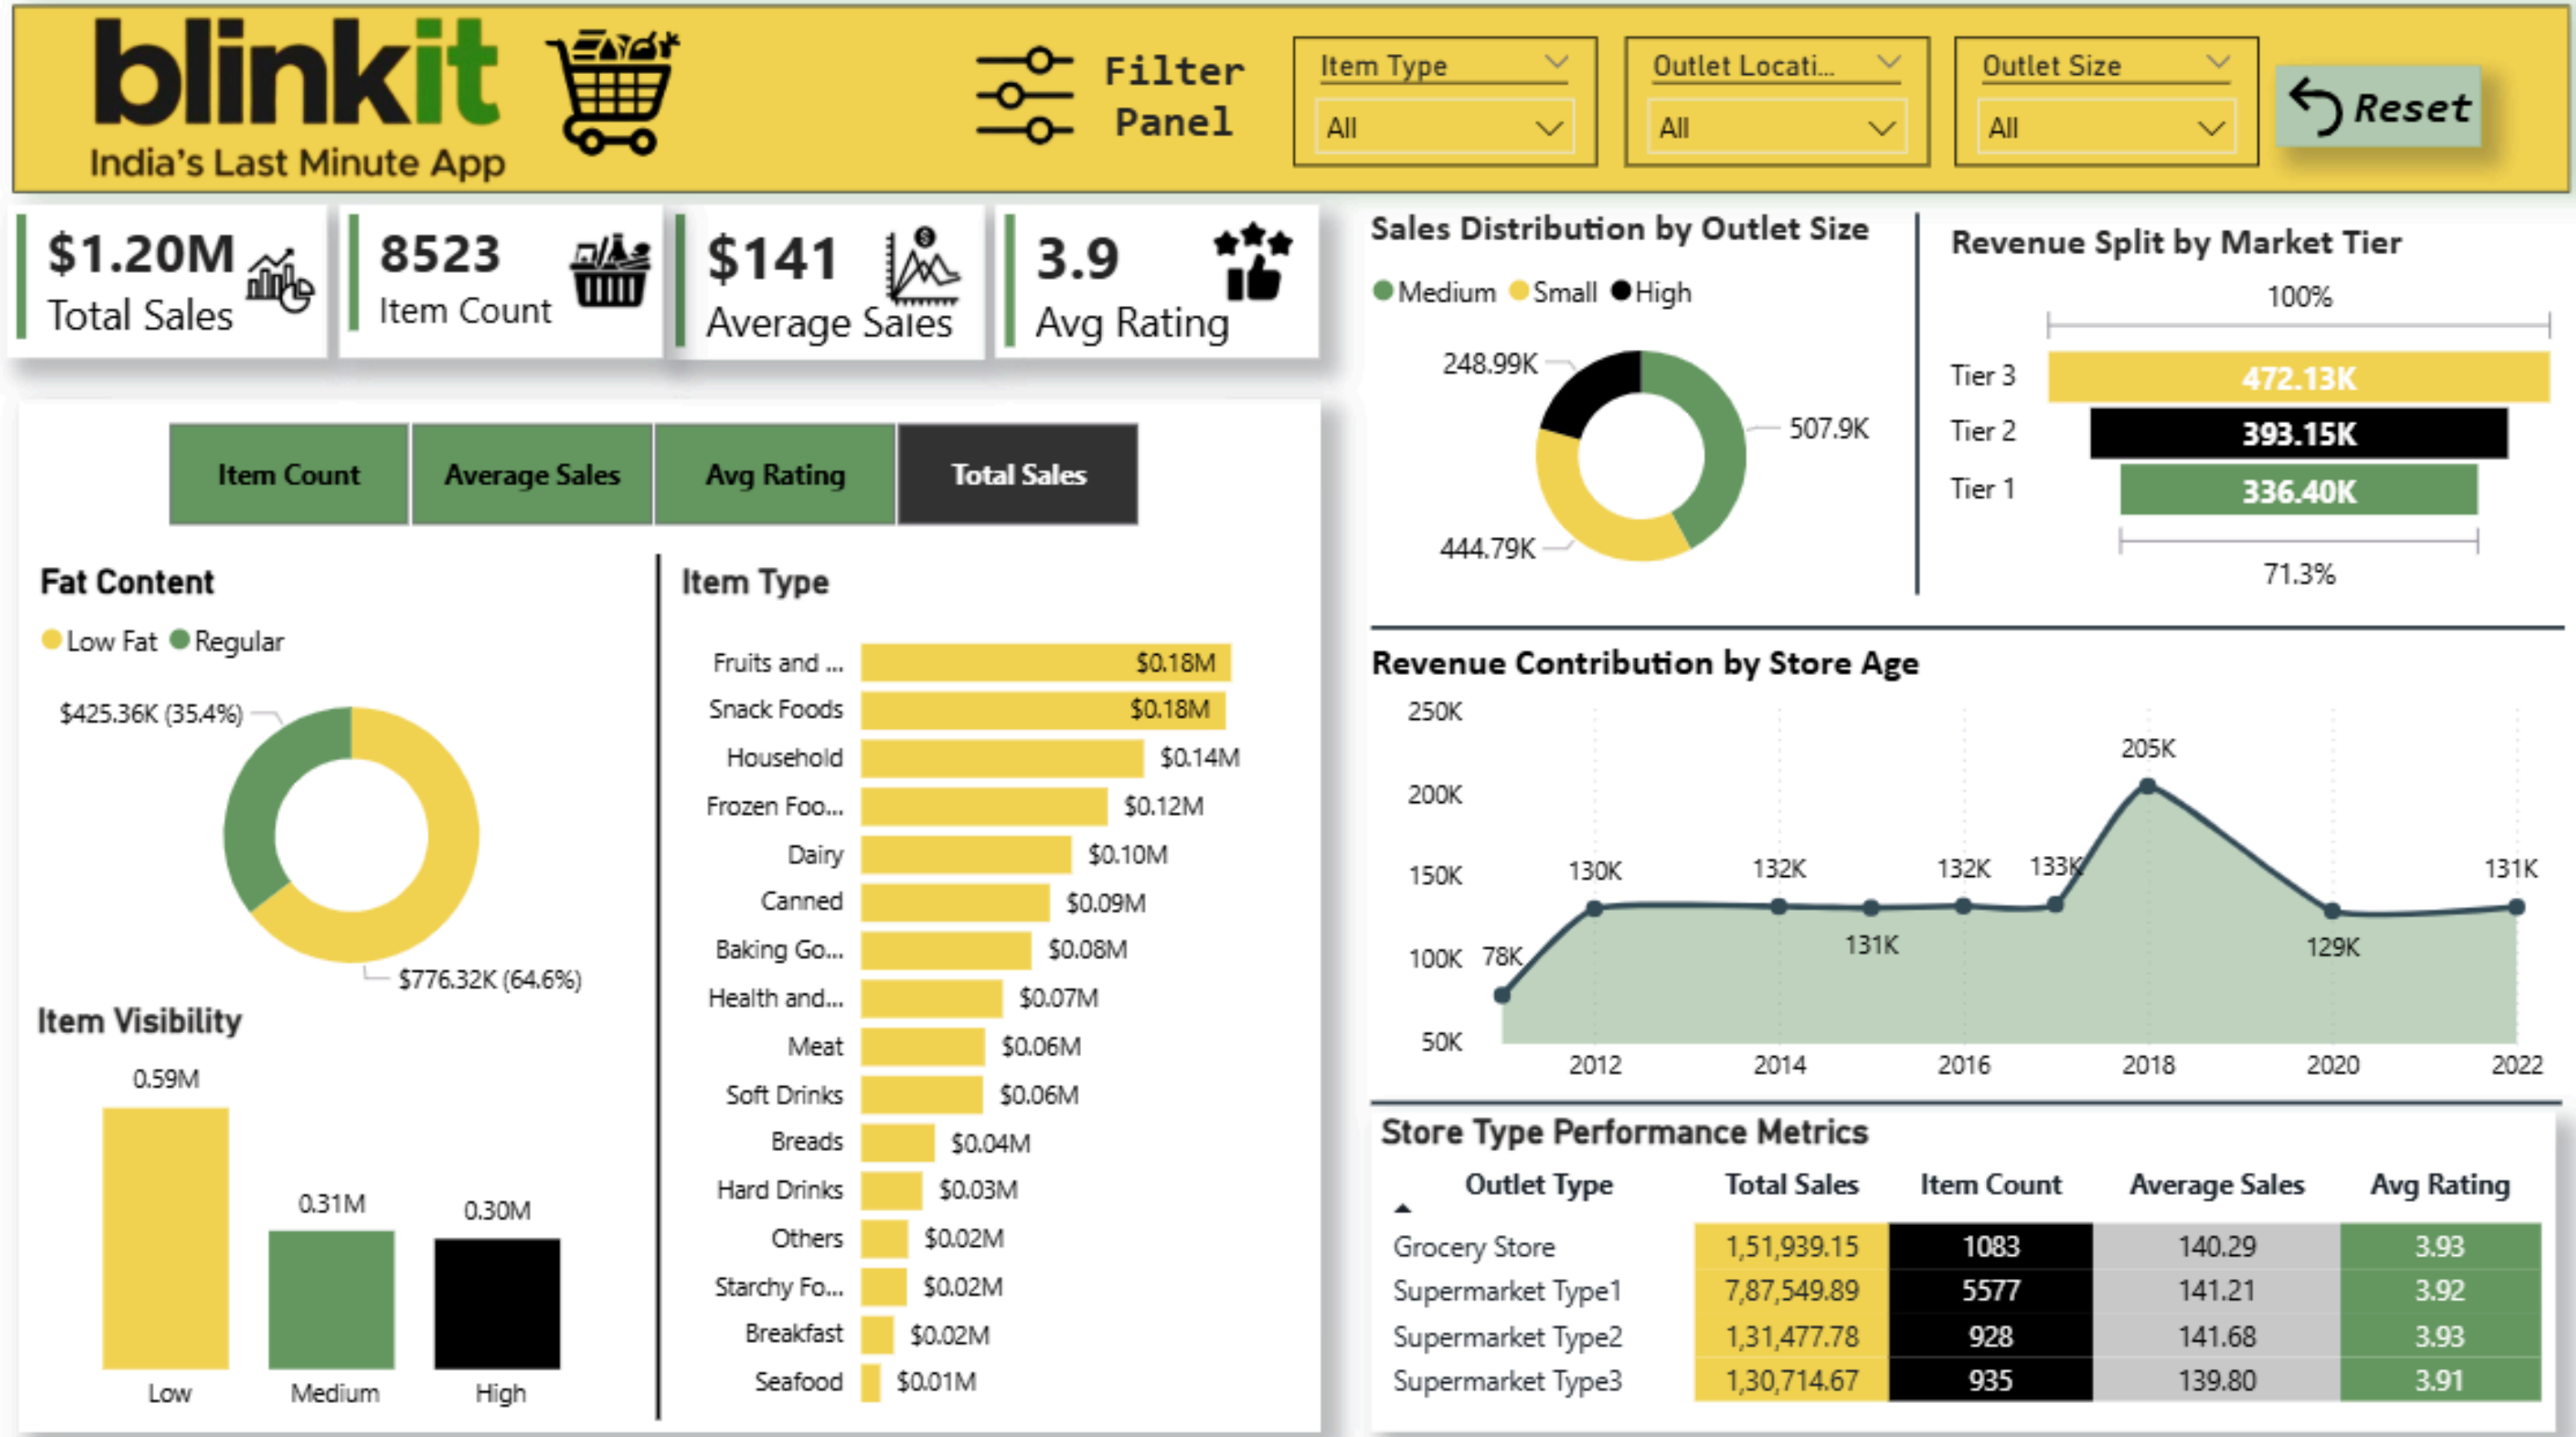 blinkit
India's Last Minute App
Filter
Panel
Item Type
All
Outlet Locati...
All
Outlet Size
All
Reset
$1.20M
Total Sales
8523
Item Count
$141
Average Sales
3.9
Avg Rating
Item Count
Average Sales
Avg Rating
Total Sales
Fat Content
Low Fat Regular
$425.36K (35.4%)
$776.32K (64.6%)
Item Visibility
0.59M
0.31M
0.30M
Low
Medium
High
Item Type
Fruits and ... $0.18M
Snack Foods $0.18M
Household $0.14M
Frozen Foo... $0.12M
Dairy $0.10M
Canned $0.09M
Baking Go... $0.08M
Health and... $0.07M
Meat $0.06M
Soft Drinks $0.06M
Breads $0.04M
Hard Drinks $0.03M
Others $0.02M
Starchy Fo... $0.02M
Breakfast $0.02M
Seafood $0.01M
Sales Distribution by Outlet Size
Medium Small High
248.99K
507.9K
444.79K
Revenue Split by Market Tier
100%
Tier 3 472.13K
Tier 2 393.15K
Tier 1 336.40K
71.3%
Revenue Contribution by Store Age
250K
200K
150K
100K
50K
78K
130K
132K
131K
132K
133K
205K
129K
131K
2012 2014 2016 2018 2020 2022
Store Type Performance Metrics
Outlet Type Total Sales Item Count Average Sales Avg Rating
Grocery Store 1,51,939.15 1083 140.29 3.93
Supermarket Type1 7,87,549.89 5577 141.21 3.92
Supermarket Type2 1,31,477.78 928 141.68 3.93
Supermarket Type3 1,30,714.67 935 139.80 3.91